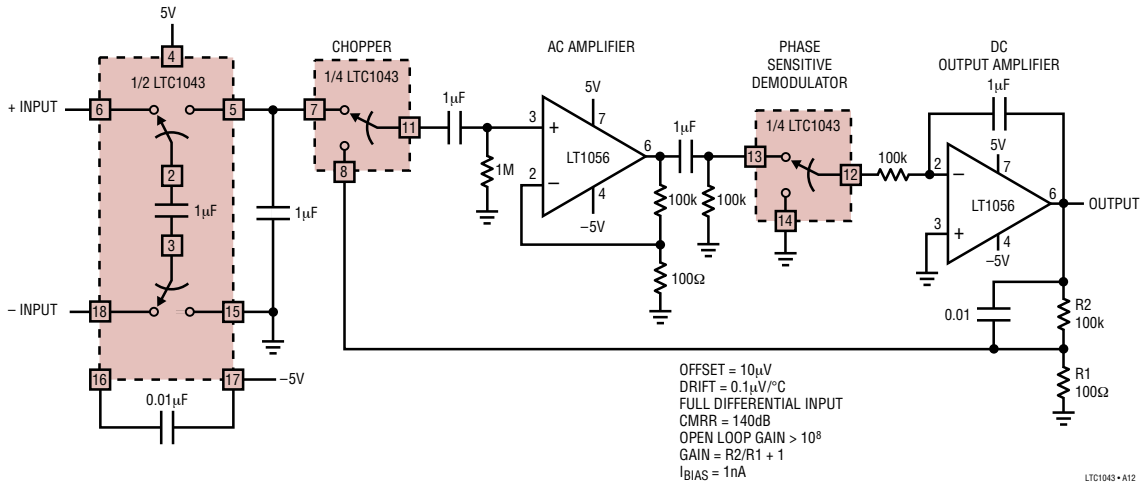 5V
4
1/2 LTC1043
+ INPUT
6
5
2
1µF
3
1µF
– INPUT
18
15
16
17
–5V
0.01µF
CHOPPER
1/4 LTC1043
7
11
8
1µF
1M
AC AMPLIFIER
5V
7
3
+
2
–
LT1056
6
4
–5V
100k
100Ω
1µF
100k
PHASE
SENSITIVE
DEMODULATOR
1/4 LTC1043
13
12
14
100k
DC
OUTPUT AMPLIFIER
1µF
5V
7
2
–
3
+
LT1056
6
4
–5V
OUTPUT
0.01
R2
100k
R1
100Ω
OFFSET = 10µV
DRIFT = 0.1µV/°C
FULL DIFFERENTIAL INPUT
CMRR = 140dB
OPEN LOOP GAIN > 10⁸
GAIN = R2/R1 + 1
IBIAS = 1nA
LTC1043 • A12